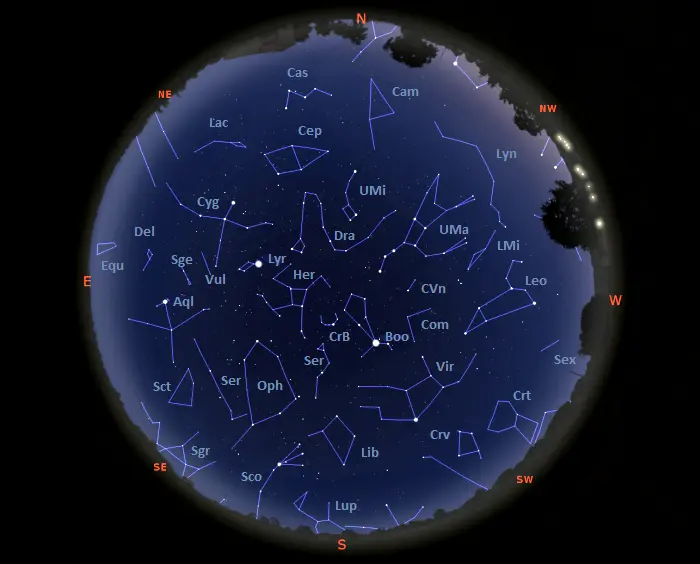 N
Cas
Cam
NE
NW
Lac
Cep
Lyn
Cyg
UMi
Del
Dra
UMa
LMi
Equ
Sge
Vul
Lyr
Her
CVn
Leo
E
Aql
W
CrB
Boo
Com
Ser
Vir
Sex
Sct
Ser
Oph
Crt
Sgr
Lib
Crv
SE
Sco
SW
Lup
S